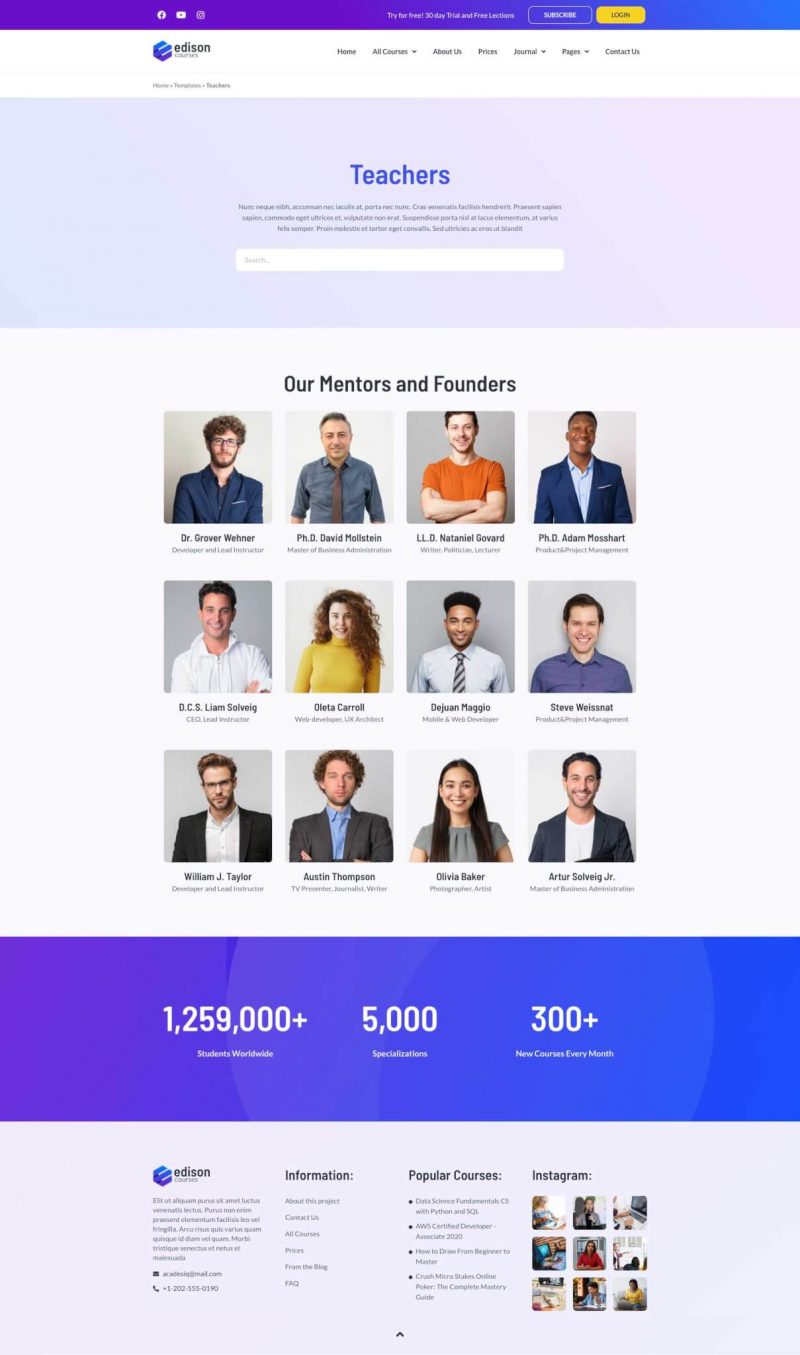 Try for free! 30 day Trial and Free Lections
SUBSCRIBE
LOGIN
edison
courses
Home
All Courses
About Us
Prices
Journal
Pages
Contact Us
Home » Templates » Teachers
Teachers
Nunc neque nibh, accumsan nec iaculis at, porta nec nunc. Cras venenatis facilisis hendrerit. Praesent sapien
sapien, commodo eget ultrices et, vulputate non erat. Suspendisse porta nisl at lacus elementum, at varius
felis semper. Proin molestie et tortor eget convallis. Sed ultricies ac eros ut blandit
Search...
Our Mentors and Founders
Dr. Grover Wehner
Developer and Lead Instructor
Ph.D. David Mollstein
Master of Business Administration
LL.D. Nataniel Govard
Writer, Politician, Lecturer
Ph.D. Adam Mosshart
Product&Project Management
D.C.S. Liam Solveig
CEO, Lead Instructor
Oleta Carroll
Web-developer, UX Architect
Dejuan Maggio
Mobile & Web Developer
Steve Weissnat
Product&Project Management
William J. Taylor
Developer and Lead Instructor
Austin Thompson
TV Presenter, Journalist, Writer
Olivia Baker
Photographer, Artist
Artur Solveig Jr.
Master of Business Administration
1,259,000+
Students Worldwide
5,000
Specializations
300+
New Courses Every Month
edison
courses
Elit ut aliquam purus sit amet luctus
venenatis lectus. Purus non enim
praesent elementum facilisis leo vel
fringilla. Arcu risus quis varius quam
quisque id diam vel quam. Morbi
tristique senectus et netus et
malesuada
acadesiq@mail.com
+1-202-555-0190
Information:
About this project
Contact Us
All Courses
Prices
From the Blog
FAQ
Popular Courses:
Data Science Fundamentals CS
with Python and SQL
AWS Certified Developer -
Associate 2020
How to Draw From Beginner to
Master
Crush Micro Stakes Online
Poker: The Complete Mastery
Guide
Instagram: